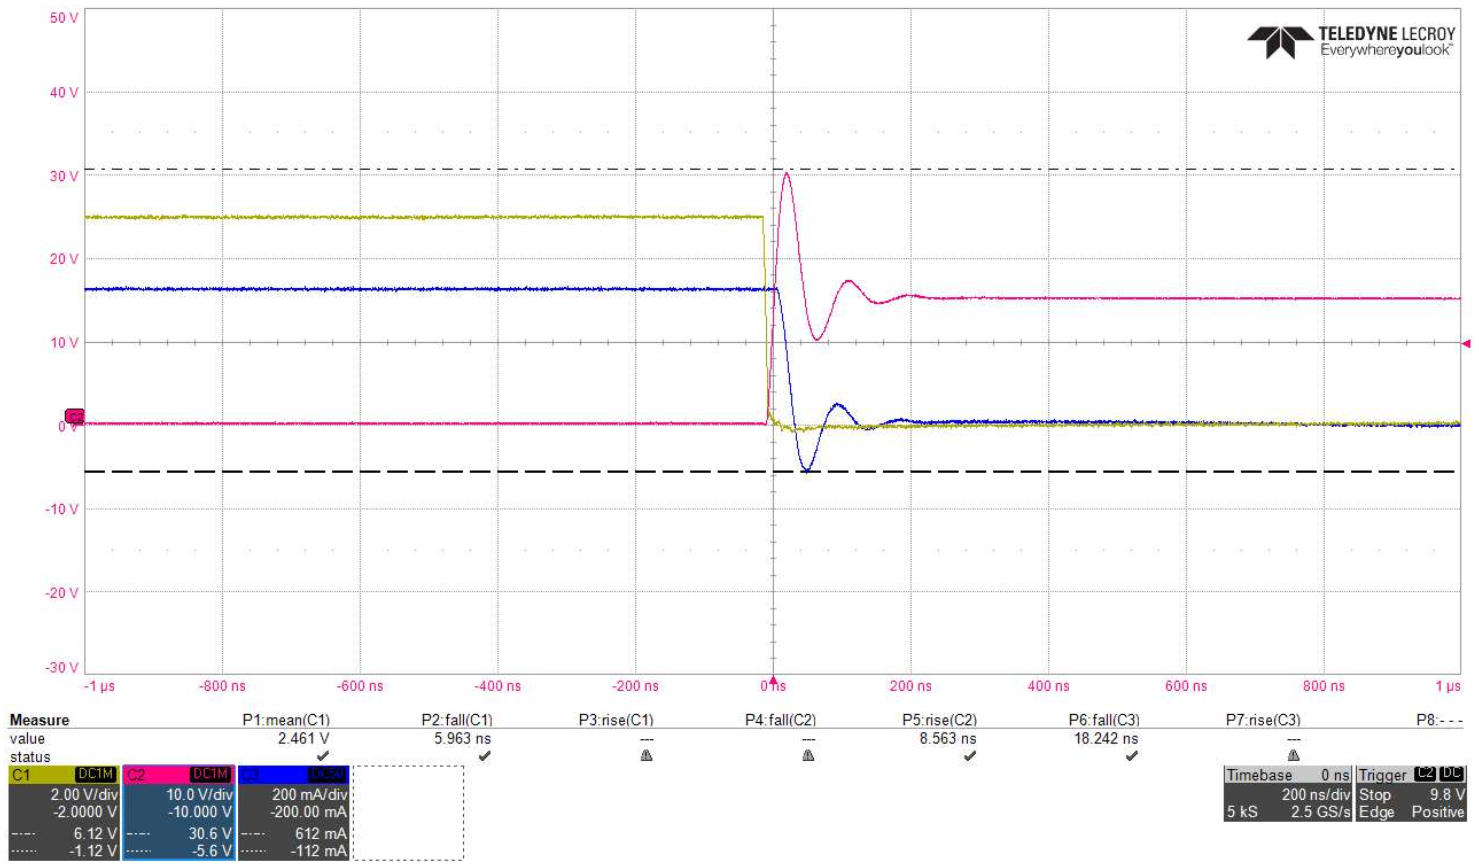 50 V
TELEDYNE LECROY
Everywhereyoulook™
40 V
30 V
20 V
10 V
C2
0 V
-10 V
-20 V
-30 V
-1 µs -800 ns -600 ns -400 ns -200 ns 0 ns 200 ns 400 ns 600 ns 800 ns 1 µs
Measure P1:mean(C1) P2:fall(C1) P3:rise(C1) P4:fall(C2) P5:rise(C2) P6:fall(C3) P7:rise(C3) P8:- - -
value 2.461 V 5.963 ns --- --- 8.563 ns 18.242 ns ---
status
C1 DC1M C2 DC1M C3 DC50 Timebase 0 ns Trigger C2 DC
2.00 V/div 10.0 V/div 200 mA/div 200 ns/div Stop 9.8 V
-2.0000 V -10.000 V -200.00 mA 5 kS 2.5 GS/s Edge Positive
6.12 V 30.6 V 612 mA
-1.12 V -5.6 V -112 mA